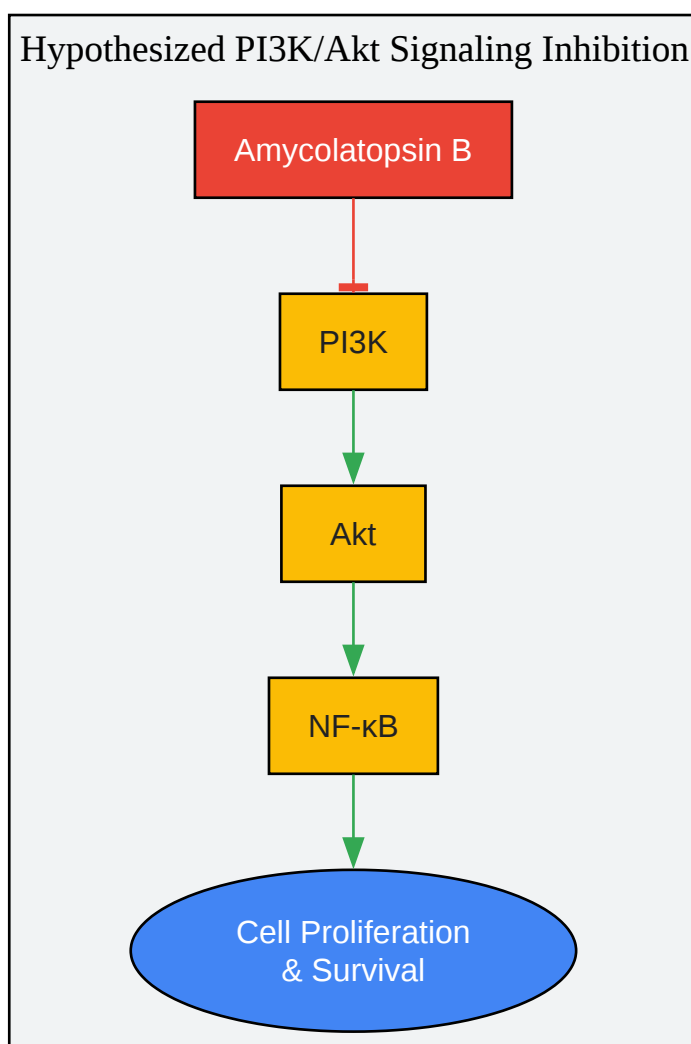 Hypothesized PI3K/Akt Signaling Inhibition
Amycolatopsin B
PI3K
Akt
NF-κB
Cell Proliferation
& Survival